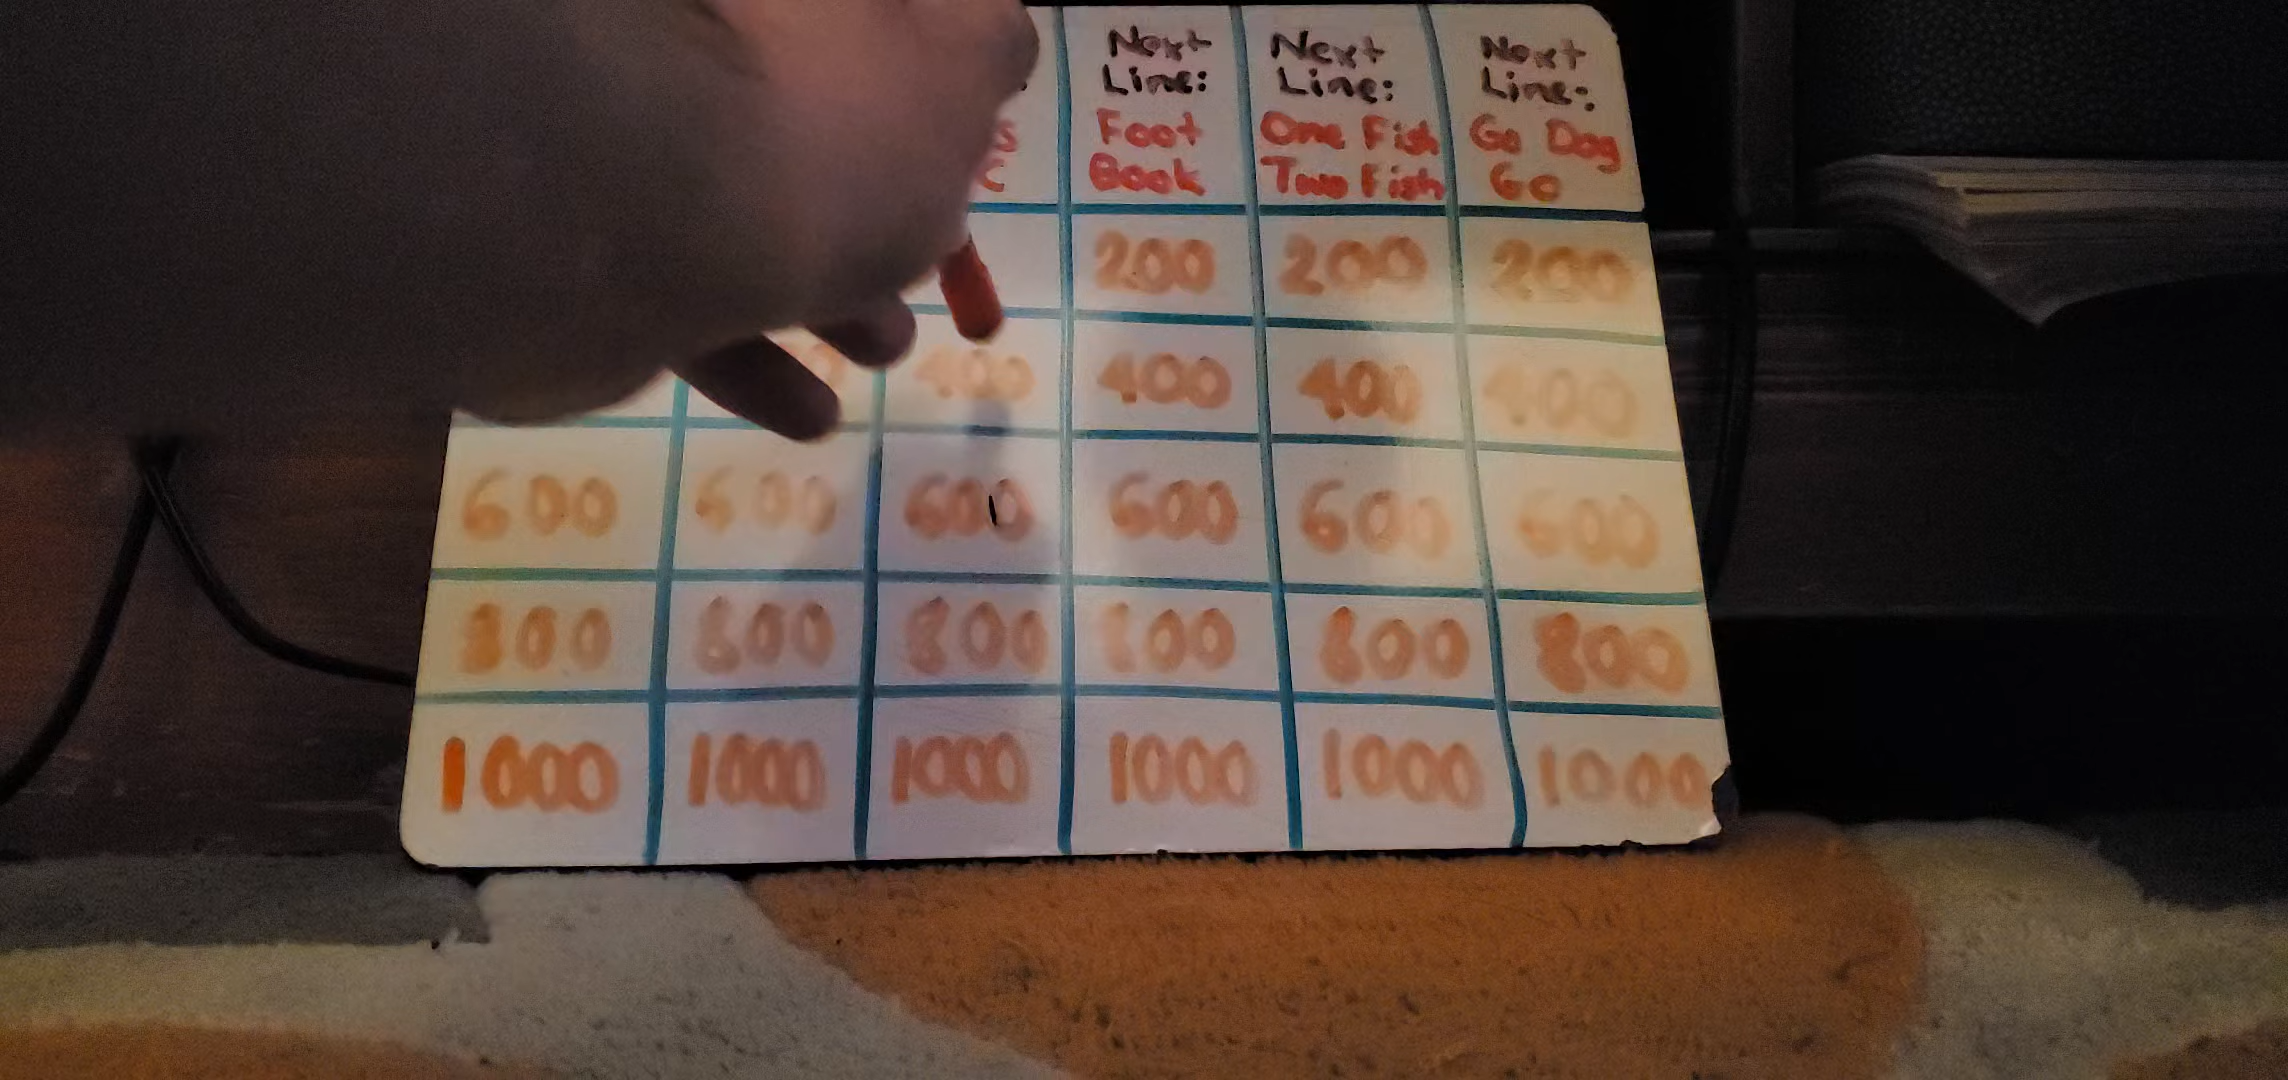 Next Next Next
Line: Line: Line:
Foot One Fish Go Dog
Book Two Fish Go
200 200 200
400 400 400 400
600 600 600 600 600 600
800 800 800 800 800 800
1000 1000 1000 1000 1000 1000